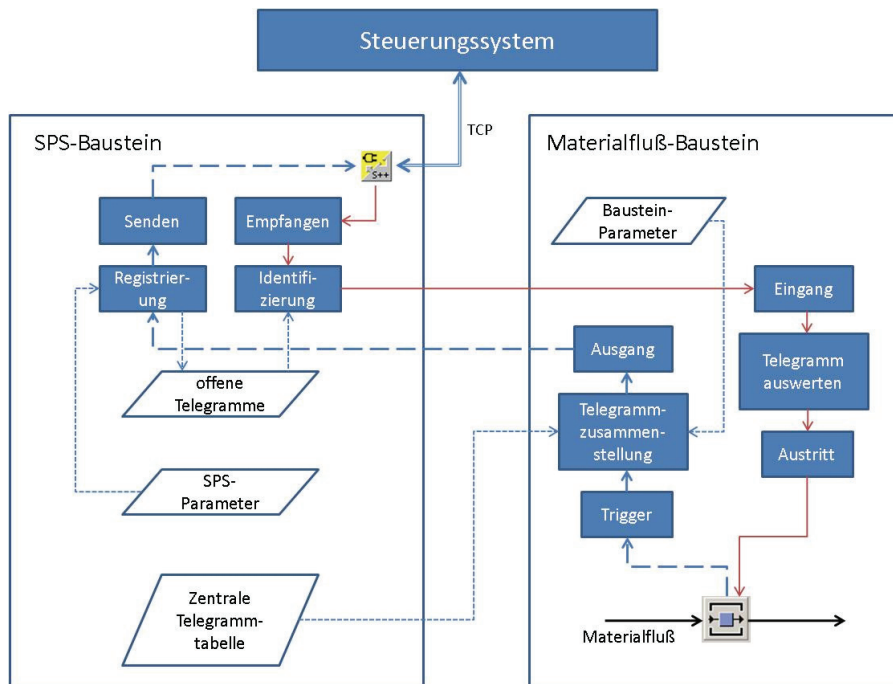 Steuerungssystem
TCP
SPS-Baustein
S++
Senden
Empfangen
Registrier-
ung
Identifi-
zierung
offene
Telegramme
SPS-
Parameter
Zentrale
Telegramm-
tabelle
Materialfluß-Baustein
Baustein-
Parameter
Eingang
Ausgang
Telegramm
auswerten
Telegramm-
zusammen-
stellung
Austritt
Trigger
Materialfluß